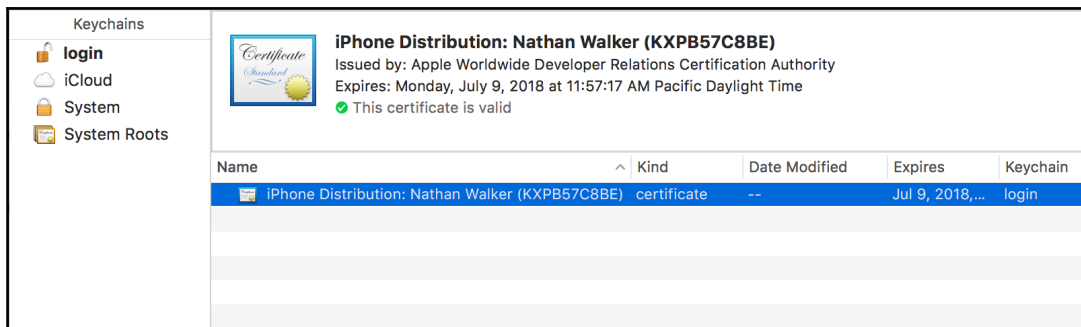 Keychains
login
iCloud
System
System Roots
Certificate
Standard
iPhone Distribution: Nathan Walker (KXPB57C8BE)
Issued by: Apple Worldwide Developer Relations Certification Authority
Expires: Monday, July 9, 2018 at 11:57:17 AM Pacific Daylight Time
This certificate is valid
Name Kind Date Modified Expires Keychain
iPhone Distribution: Nathan Walker (KXPB57C8BE) certificate -- Jul 9, 2018,... login